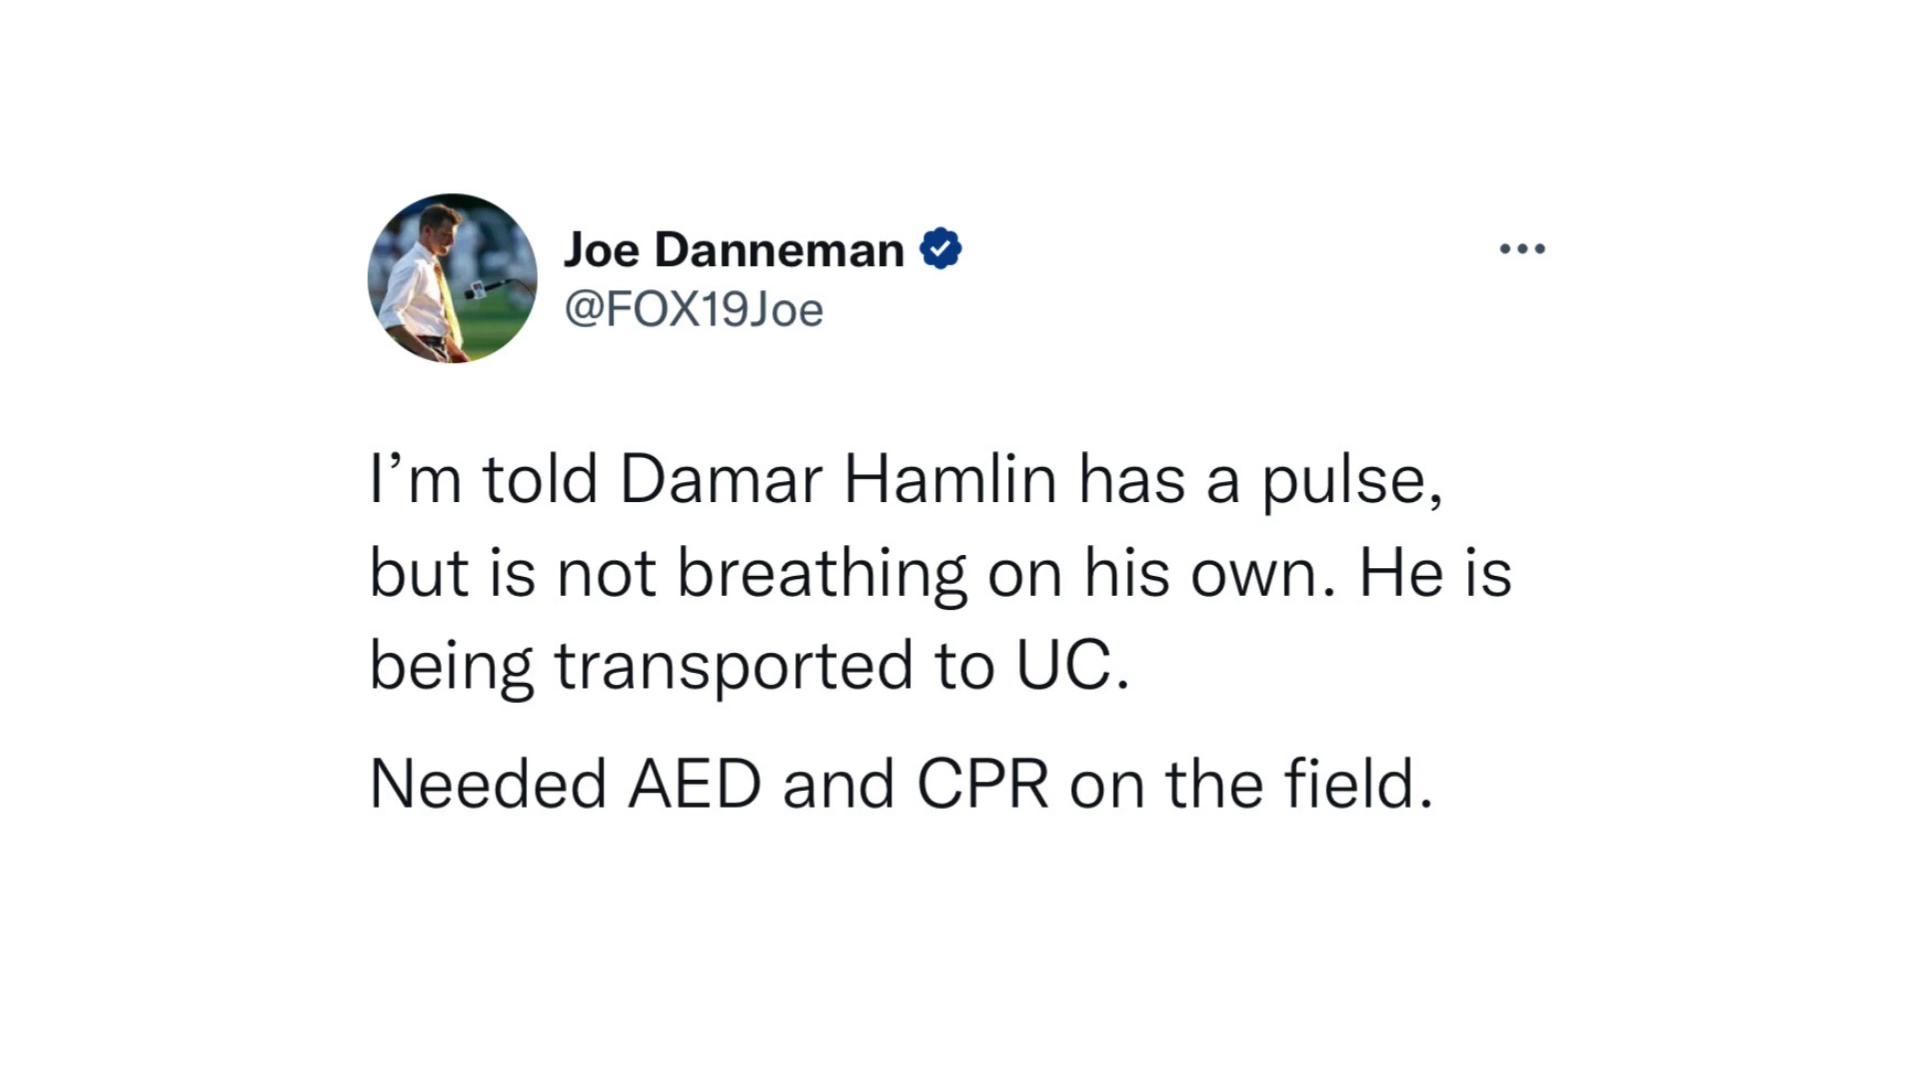 Joe Danneman
@FOX19Joe
I’m told Damar Hamlin has a pulse,
but is not breathing on his own. He is
being transported to UC.
Needed AED and CPR on the field.